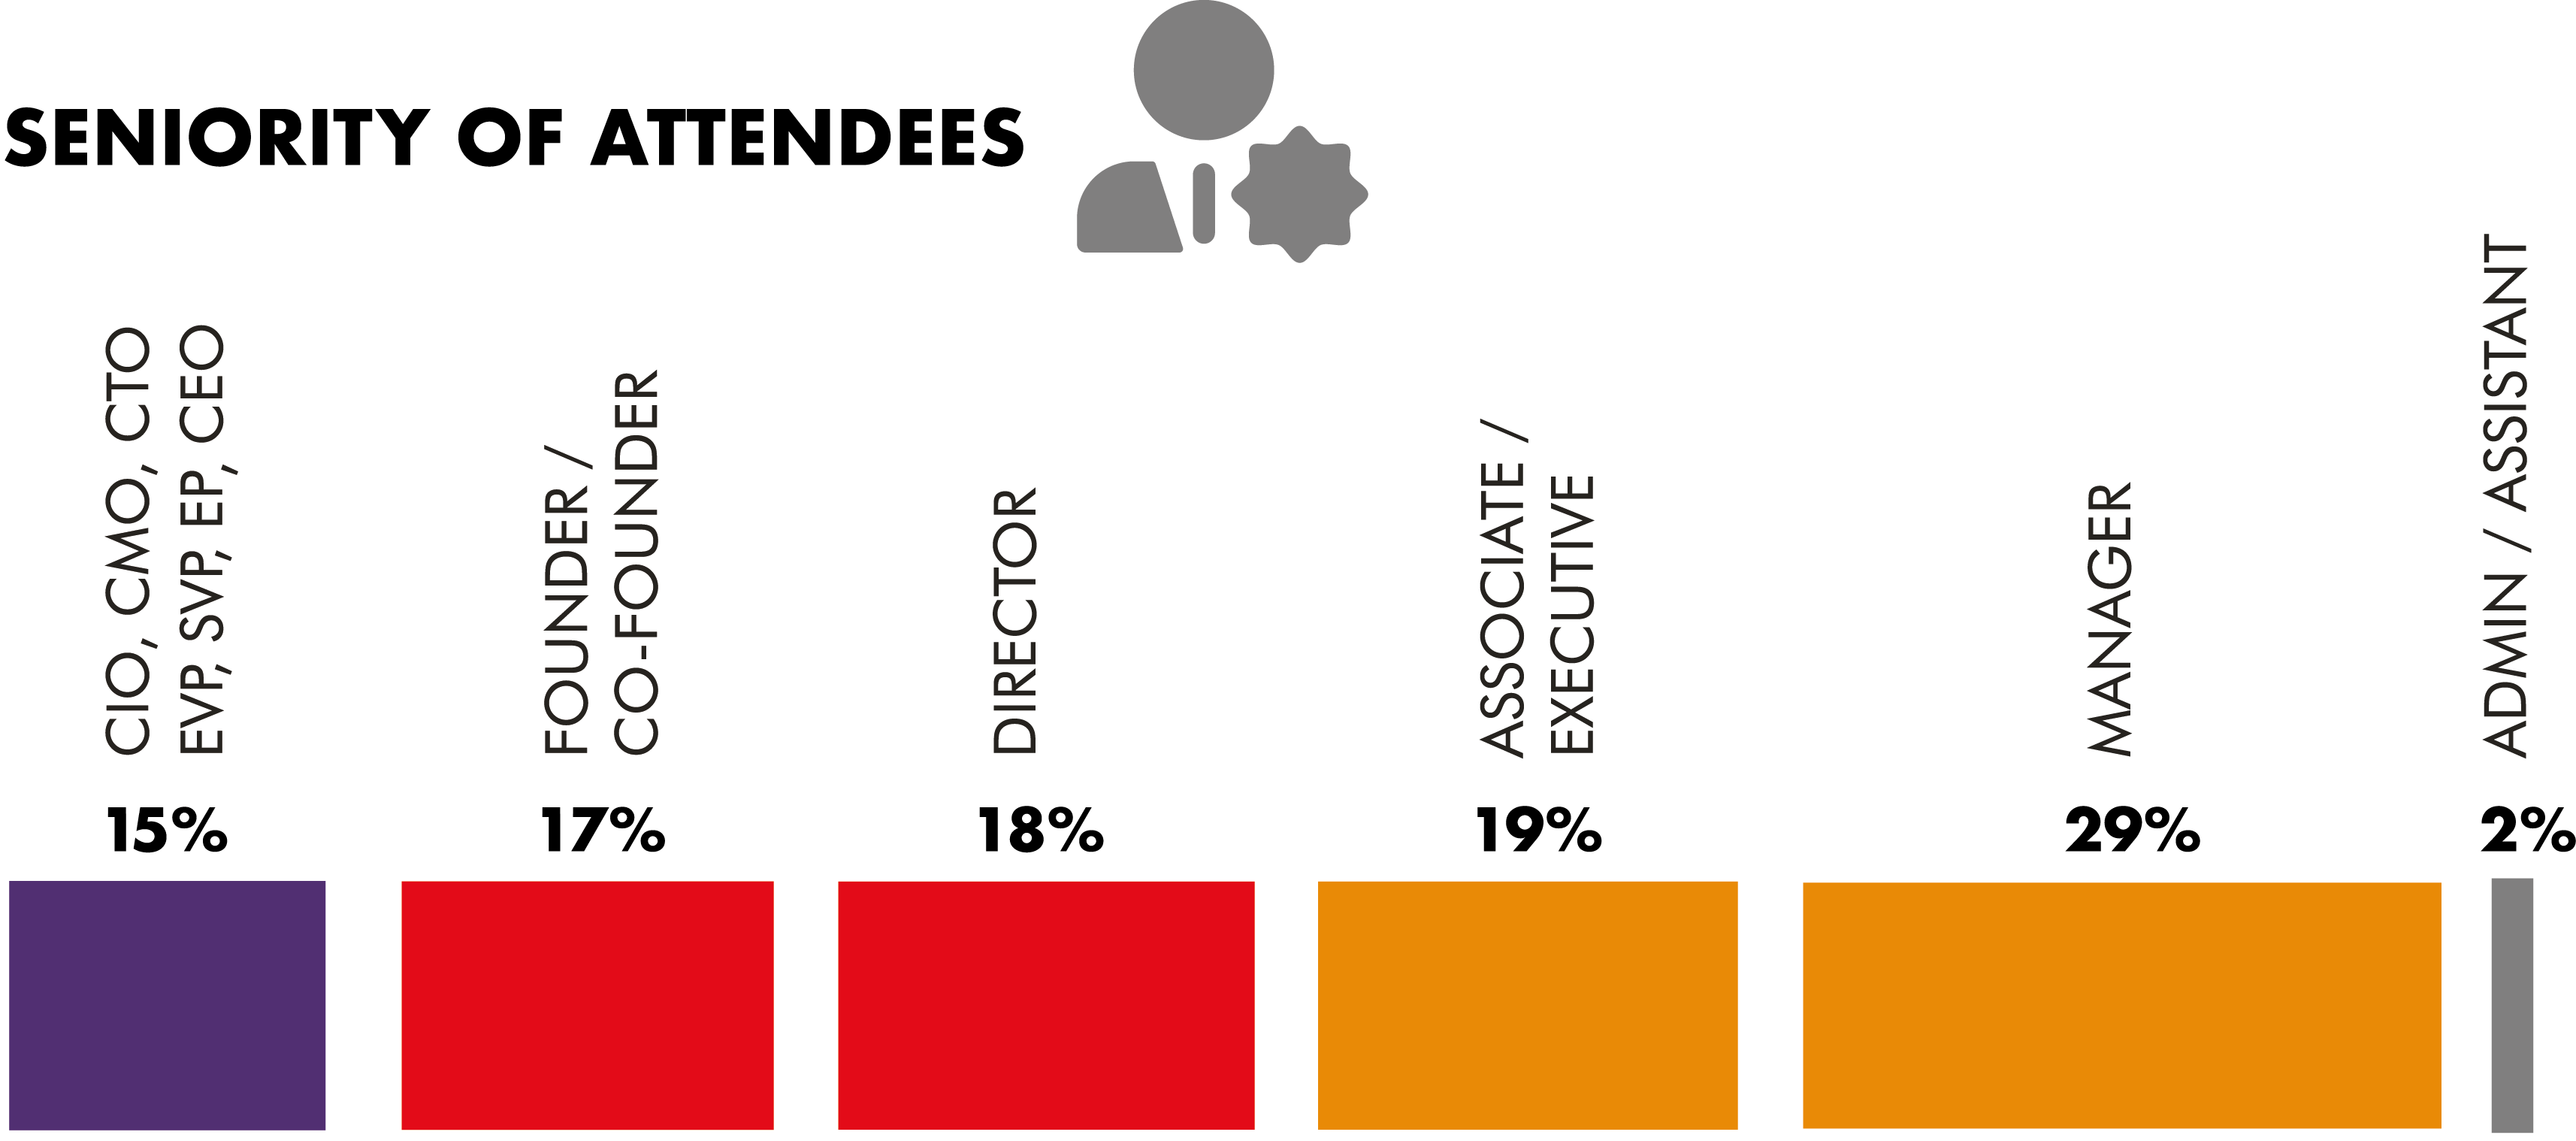 SENIORITY OF ATTENDEES
CIO, CMO, CTO
EVP, SVP, EP, CEO
15%
FOUNDER /
CO-FOUNDER
17%
DIRECTOR
18%
ASSOCIATE /
EXECUTIVE
19%
MANAGER
29%
ADMIN / ASSISTANT
2%